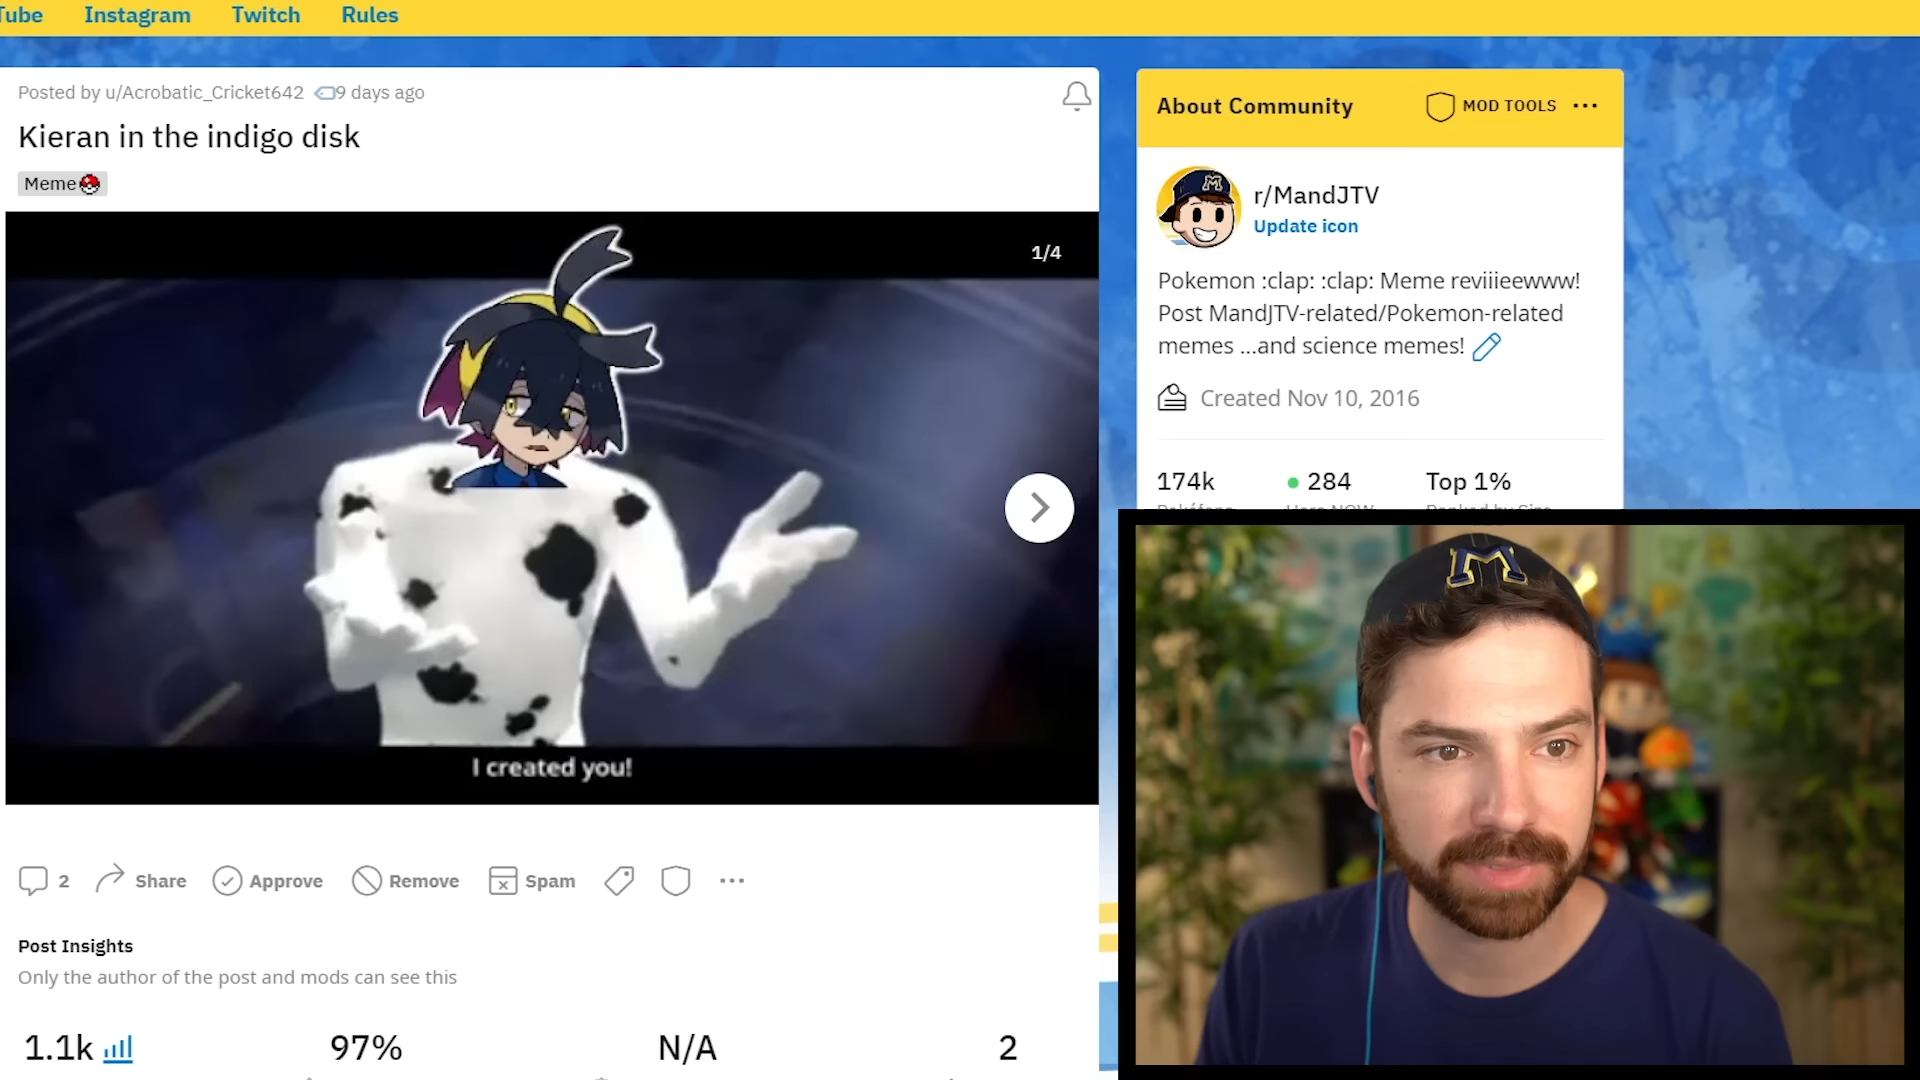 Tube Instagram Twitch Rules
Posted by u/Acrobatic_Cricket642 9 days ago
Kieran in the indigo disk
Meme
1/4
I created you!
2 Share Approve Remove Spam
Post Insights
Only the author of the post and mods can see this
1.1k 97% N/A 2
About Community MOD TOOLS
M
r/MandJTV
Update icon
Pokemon :clap: :clap: Meme reviiieewww!
Post MandJTV-related/Pokemon-related
memes ...and science memes!
Created Nov 10, 2016
174k 284 Top 1%
M